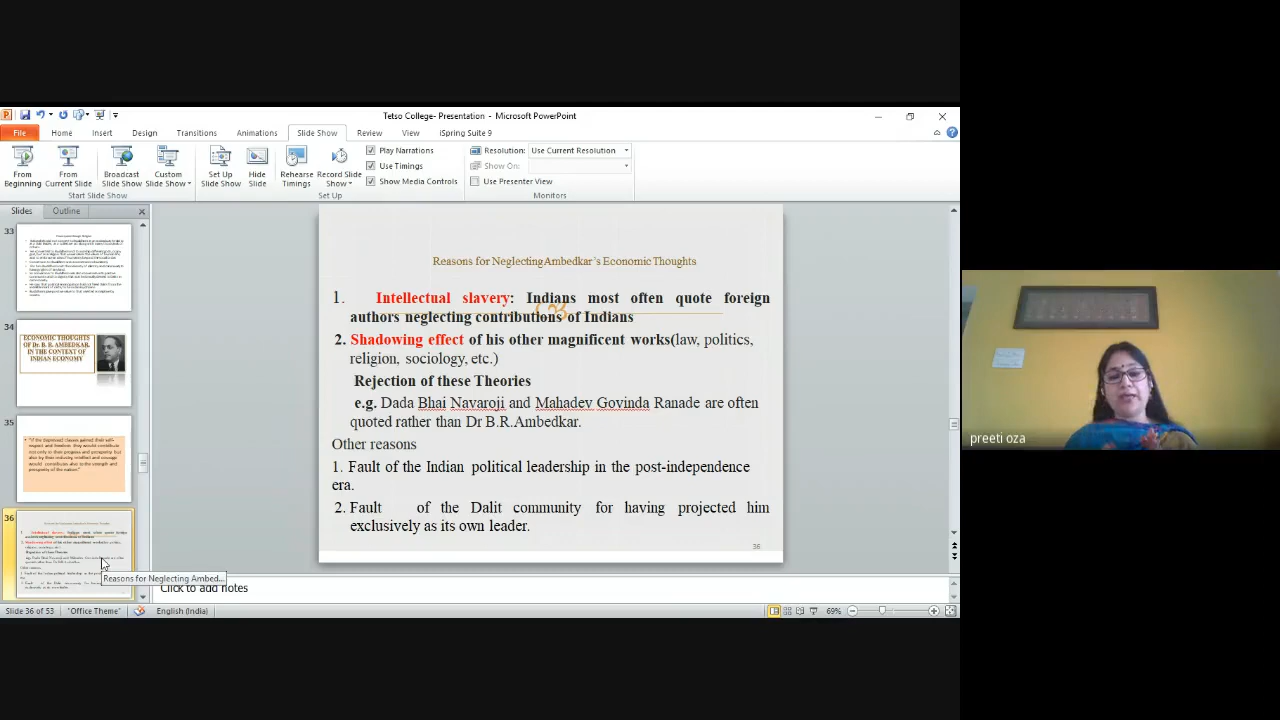 Tetso College- Presentation - Microsoft PowerPoint
File Home Insert Design Transitions Animations Slide Show Review View iSpring Suite 9
From Beginning
From Current Slide
Broadcast Slide Show
Custom Slide Show
Start Slide Show
Set Up Slide Show
Hide Slide
Rehearse Timings
Record Slide Show
Play Narrations
Use Timings
Show Media Controls
Set Up
Resolution: Use Current Resolution
Show On:
Use Presenter View
Monitors
Slides Outline
33
34
ECONOMIC THOUGHTS
OF Dr. B. R. AMBEDKAR,
IN THE CONTEXT OF
INDIAN ECONOMY
35
36
Reasons for Neglecting Ambed...
Reasons for NeglectingAmbedkar's Economic Thoughts
1. Intellectual slavery: Indians most often quote foreign
authors neglecting contributions of Indians
2. Shadowing effect of his other magnificent works(law, politics,
religion, sociology, etc.)
Rejection of these Theories
e.g. Dada Bhai Navaroji and Mahadev Govinda Ranade are often
quoted rather than Dr B.R.Ambedkar.
Other reasons
1. Fault of the Indian political leadership in the post-independence
era.
2. Fault of the Dalit community for having projected him
exclusively as its own leader.
36
Click to add notes
Slide 36 of 53 "Office Theme" English (India) 69%
preeti oza